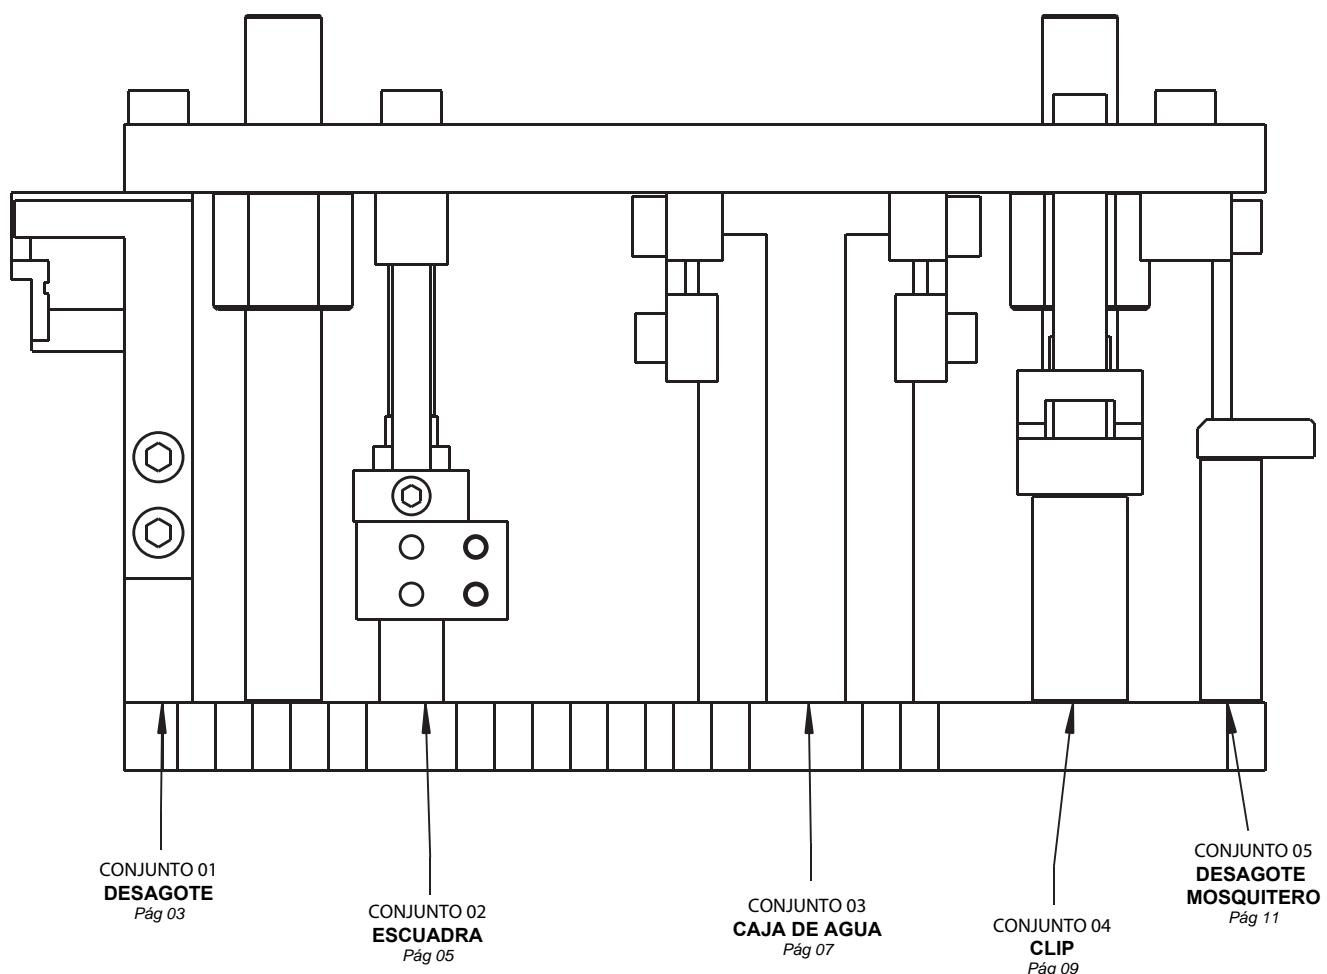 CONJUNTO 01
DESAGOTE
Pág 03
CONJUNTO 02
ESCUADRA
Pág 05
CONJUNTO 03
CAJA DE AGUA
Pág 07
CONJUNTO 04
CLIP
Pág 09
CONJUNTO 05
DESAGOTE
MOSQUITERO
Pág 11